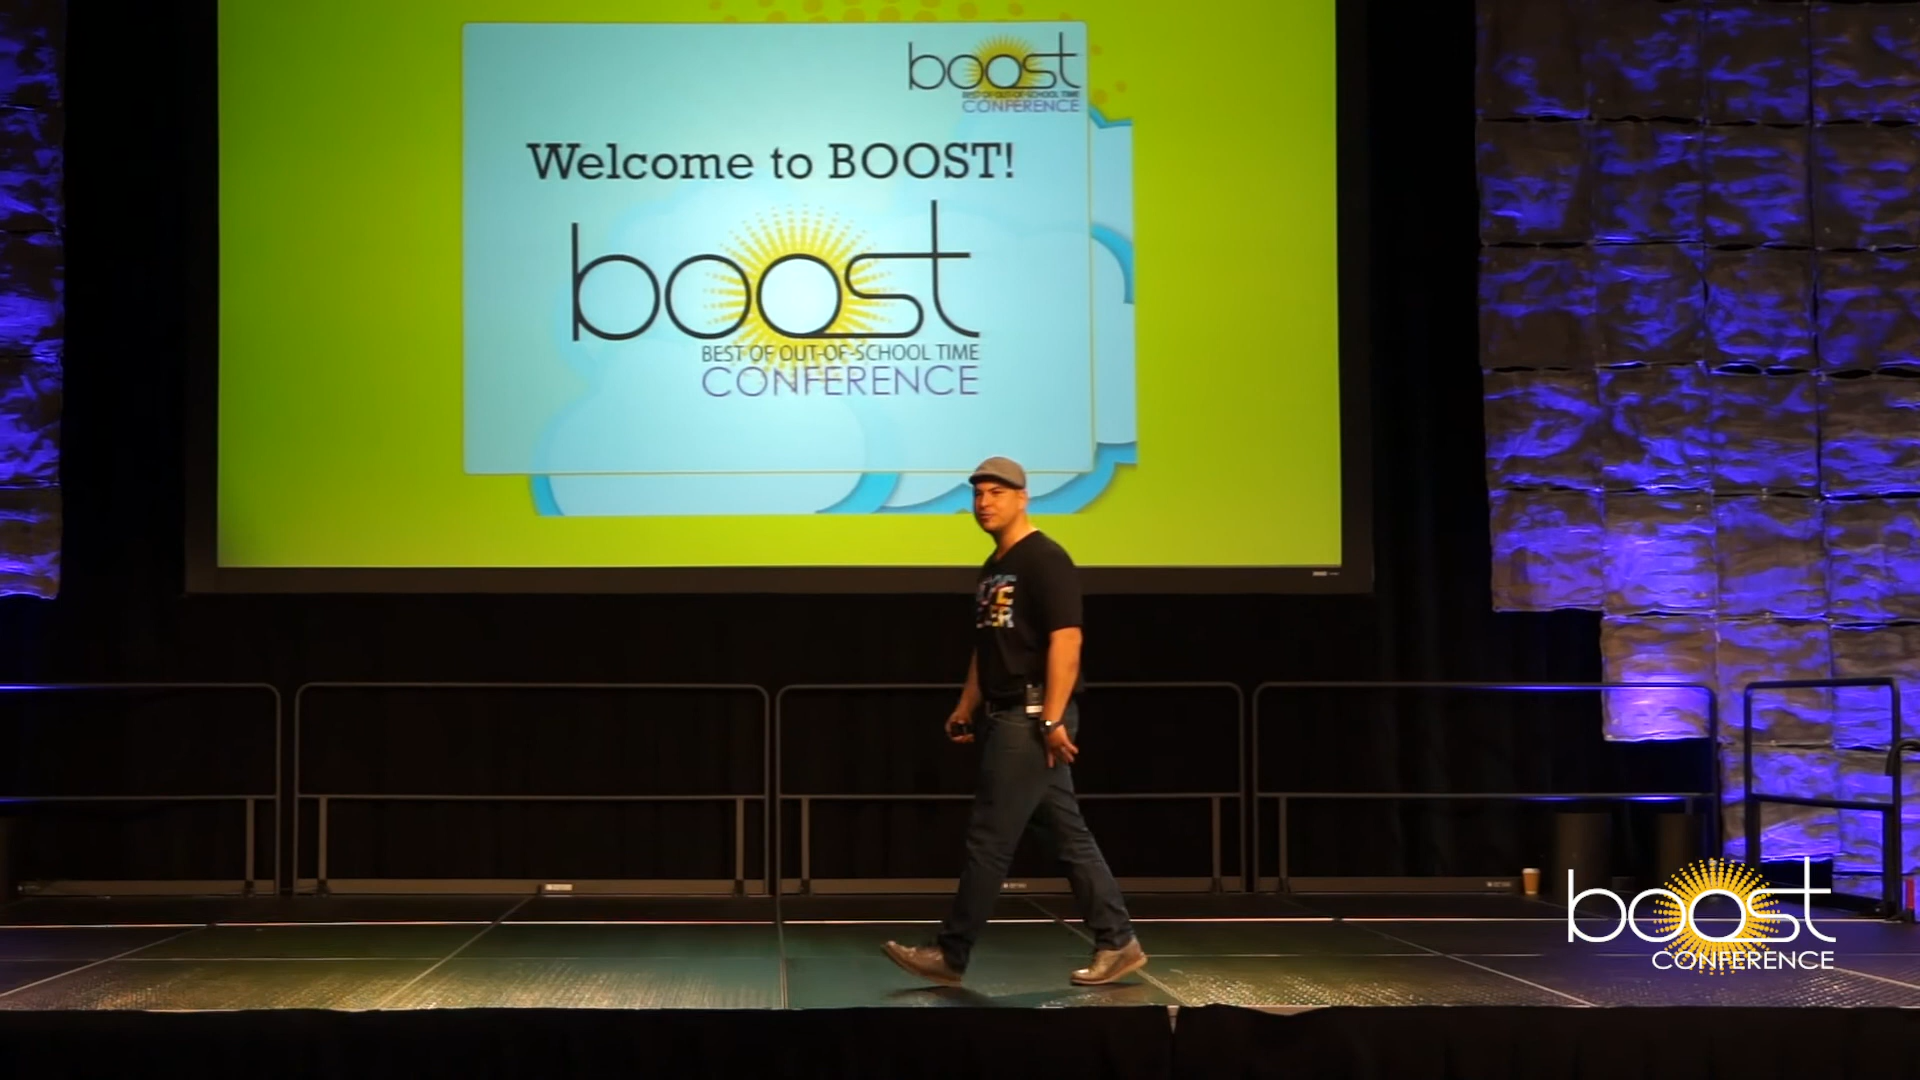 boost
BEST OF OUT-OF-SCHOOL TIME
CONFERENCE
Welcome to BOOST!
boost
BEST OF OUT-OF-SCHOOL TIME
CONFERENCE
boost
CONFERENCE